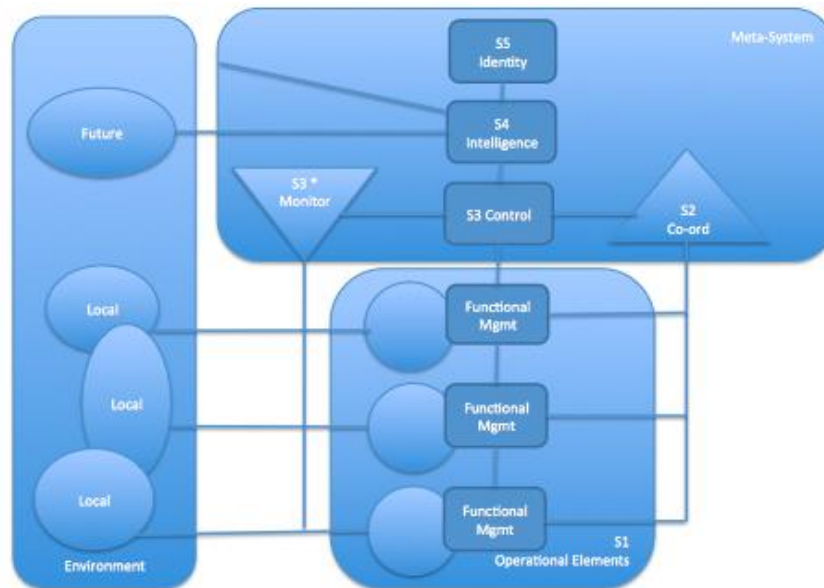 Meta-System
S5
Identity
S4
Intelligence
Future
S3 *
Monitor
S3 Control
S2
Co-ord
Local
Functional
Mgmt
Local
Functional
Mgmt
Local
Functional
Mgmt
S1
Operational Elements
Environment